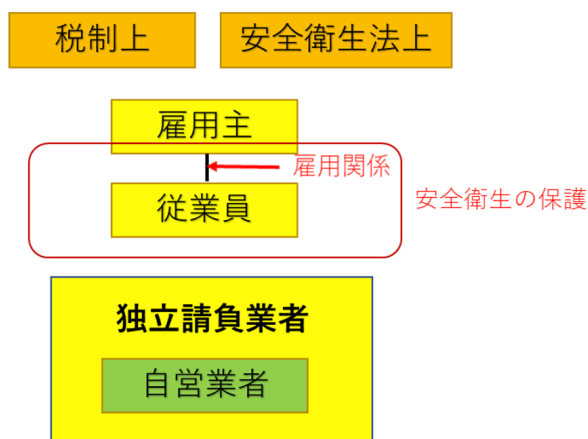 税制上
安全衛生法上
雇用主
雇用関係
従業員
安全衛生の保護
独立請負業者
自営業者